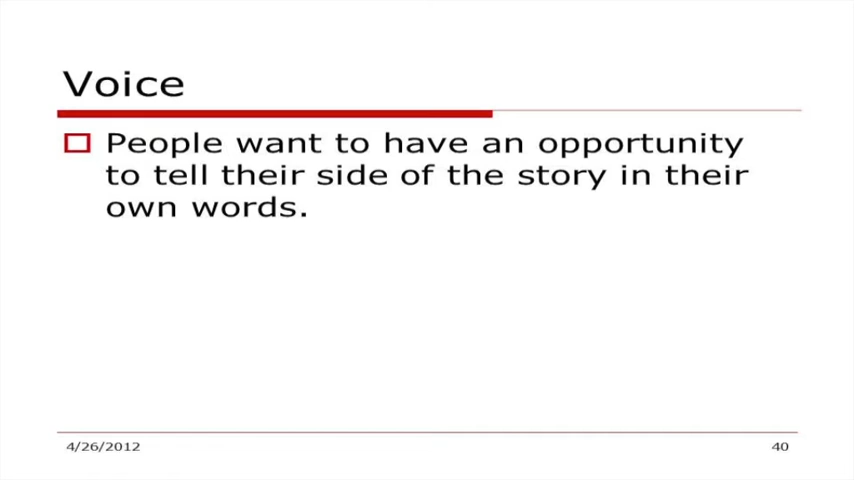 Voice
People want to have an opportunity
to tell their side of the story in their
own words.
4/26/2012
40